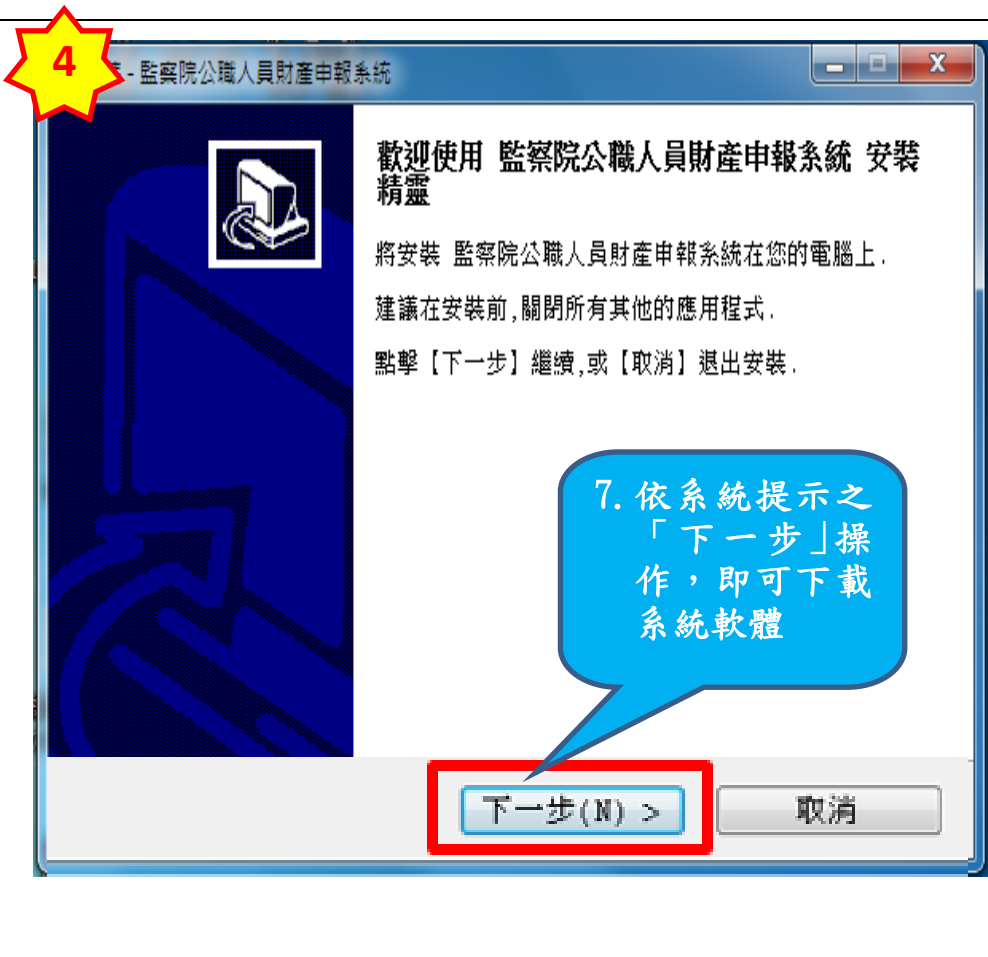 4
- 監察院公職人員財產申報系統
X
歡迎使用 監察院公職人員財產申報系統 安裝
精靈
將安裝 監察院公職人員財產申報系統在您的電腦上.
建議在安裝前,關閉所有其他的應用程式.
點擊【下一步】繼續,或【取消】退出安裝.
7. 依系統提示之
「下一步」操
作，即可下載
系統軟體
下一步(N) >
取消